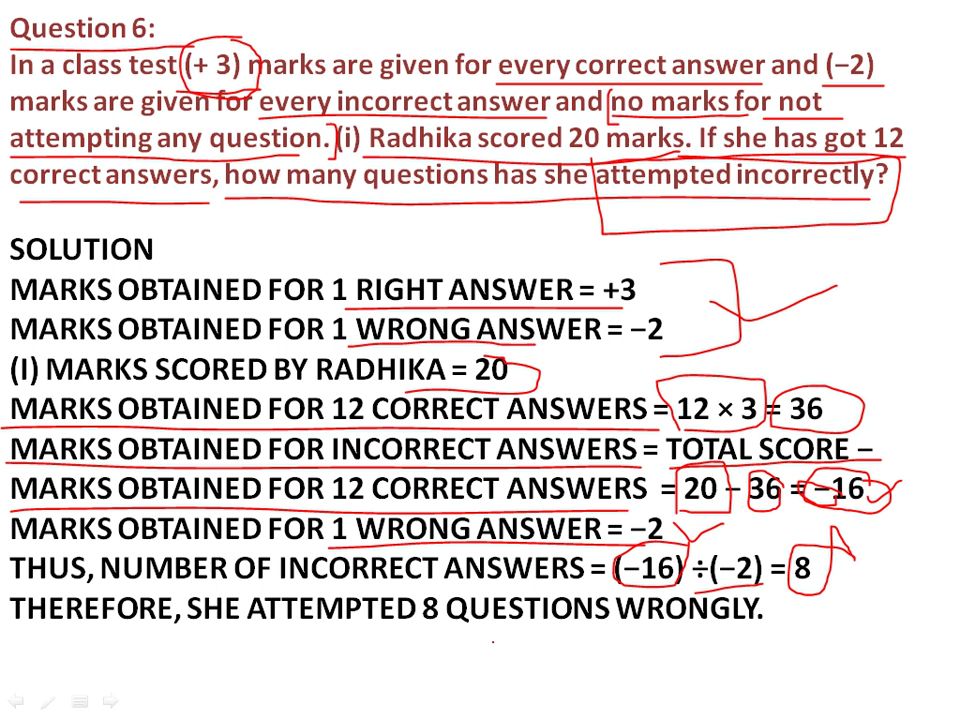 Question 6:
In a class test (+ 3) marks are given for every correct answer and (−2)
marks are given for every incorrect answer and no marks for not
attempting any question. (i) Radhika scored 20 marks. If she has got 12
correct answers, how many questions has she attempted incorrectly?
SOLUTION
MARKS OBTAINED FOR 1 RIGHT ANSWER = +3
MARKS OBTAINED FOR 1 WRONG ANSWER = −2
(I) MARKS SCORED BY RADHIKA = 20
MARKS OBTAINED FOR 12 CORRECT ANSWERS = 12 × 3 = 36
MARKS OBTAINED FOR INCORRECT ANSWERS = TOTAL SCORE −
MARKS OBTAINED FOR 12 CORRECT ANSWERS = 20 − 36 = −16
MARKS OBTAINED FOR 1 WRONG ANSWER = −2
THUS, NUMBER OF INCORRECT ANSWERS = (−16) ÷(−2) = 8
THEREFORE, SHE ATTEMPTED 8 QUESTIONS WRONGLY.